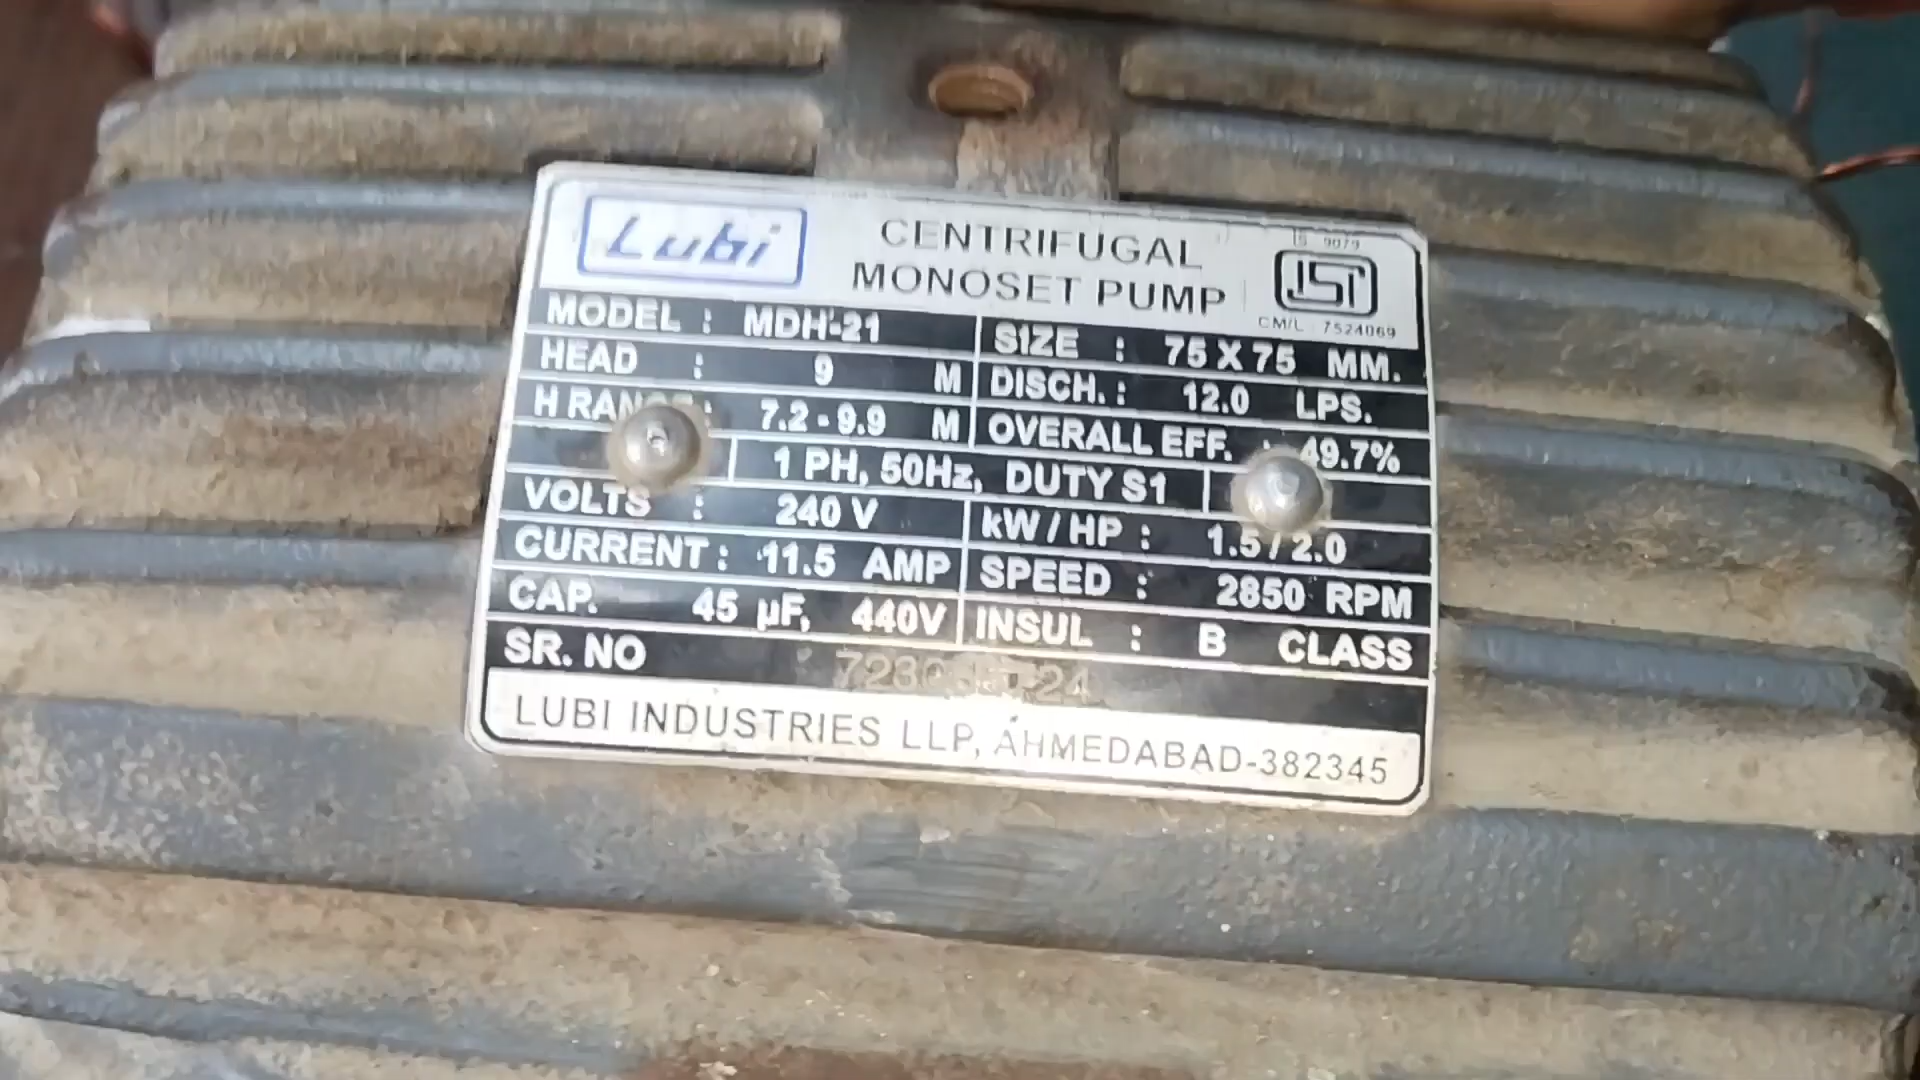 Lubi
CENTRIFUGAL
MONOSET PUMP
IS 9079
ISI
CM/L 7524069
MODEL : MDH-21
SIZE : 75 X 75 MM.
HEAD : 9 M
DISCH. : 12.0 LPS.
H : 7.2 - 9.9 M
OVERALL EFF. : 49.7%
1 PH, 50Hz, DUTY S1
VOLTS : 240 V
kW / HP : 1.5 / 2.0
CURRENT : 11.5 AMP
SPEED : 2850 RPM
CAP. 45 µF, 440V
INSUL : B CLASS
SR. NO
LUBI INDUSTRIES LLP, AHMEDABAD-382345